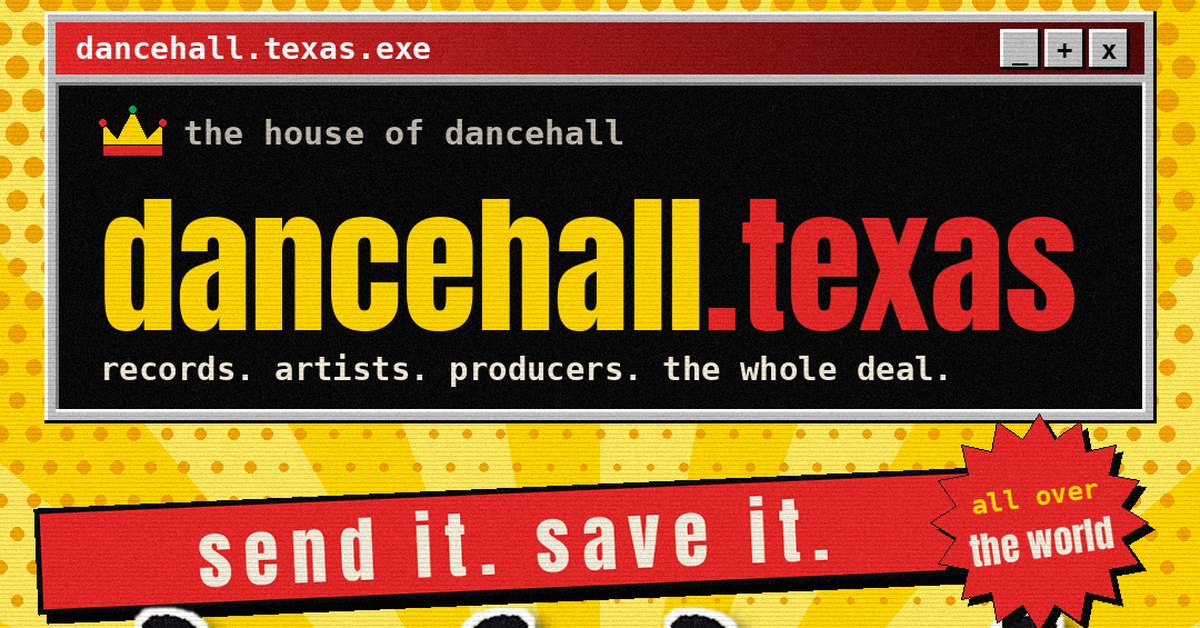 dancehall.texas.exe
_ + x
the house of dancehall
dancehall.texas
records. artists. producers. the whole deal.
send it. save it.
all over
the world